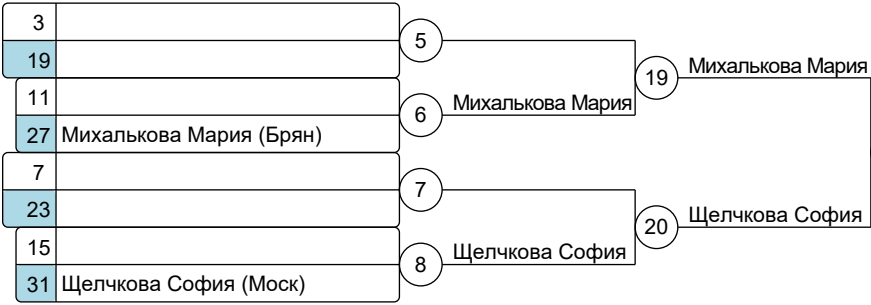 3
5
19
19 Михалькова Мария
11
6 Михалькова Мария
27 Михалькова Мария (Брян)
7
7
23
20 Щелчкова София
15
8 Щелчкова София
31 Щелчкова София (Моск)